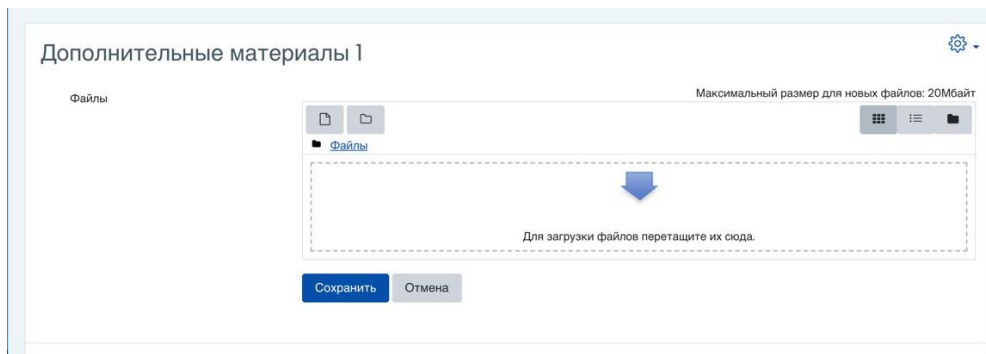 Дополнительные материалы 1
Файлы
Максимальный размер для новых файлов: 20Мбайт
Файлы
Для загрузки файлов перетащите их сюда.
Сохранить Отмена